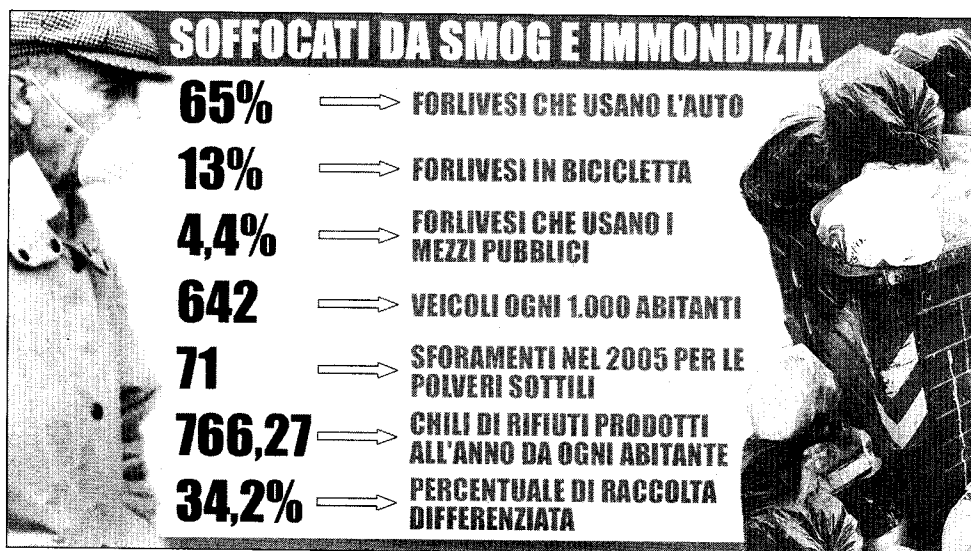 SOFFOCATI DA SMOG E IMMONDIZIA
65% FORLIVESI CHE USANO L'AUTO
13% FORLIVESI IN BICICLETTA
4,4% FORLIVESI CHE USANO I
MEZZI PUBBLICI
642 VEICOLI OGNI 1.000 ABITANTI
71 SFORAMENTI NEL 2005 PER LE
POLVERI SOTTILI
766,27 CHILI DI RIFIUTI PRODOTTI
ALL'ANNO DA OGNI ABITANTE
34,2% PERCENTUALE DI RACCOLTA
DIFFERENZIATA